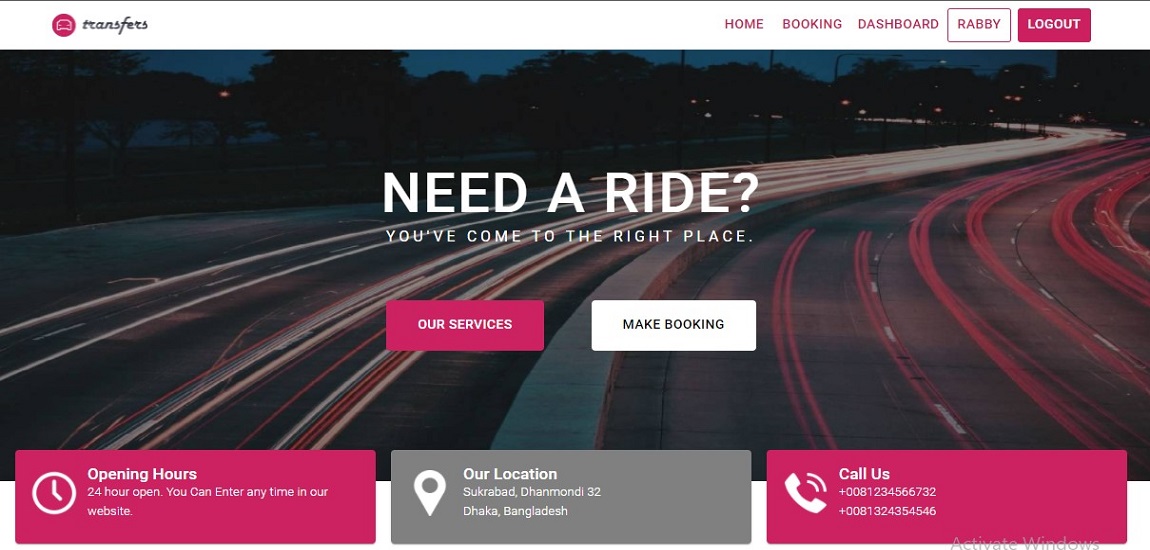 transfers
HOME BOOKING DASHBOARD RABBY LOGOUT
NEED A RIDE?
YOU'VE COME TO THE RIGHT PLACE.
OUR SERVICES MAKE BOOKING
Opening Hours
24 hour open. You Can Enter any time in our
website.
Our Location
Sukrabad, Dhanmondi 32
Dhaka, Bangladesh
Call Us
+0081234566732
+0081324354546
Activate Windows